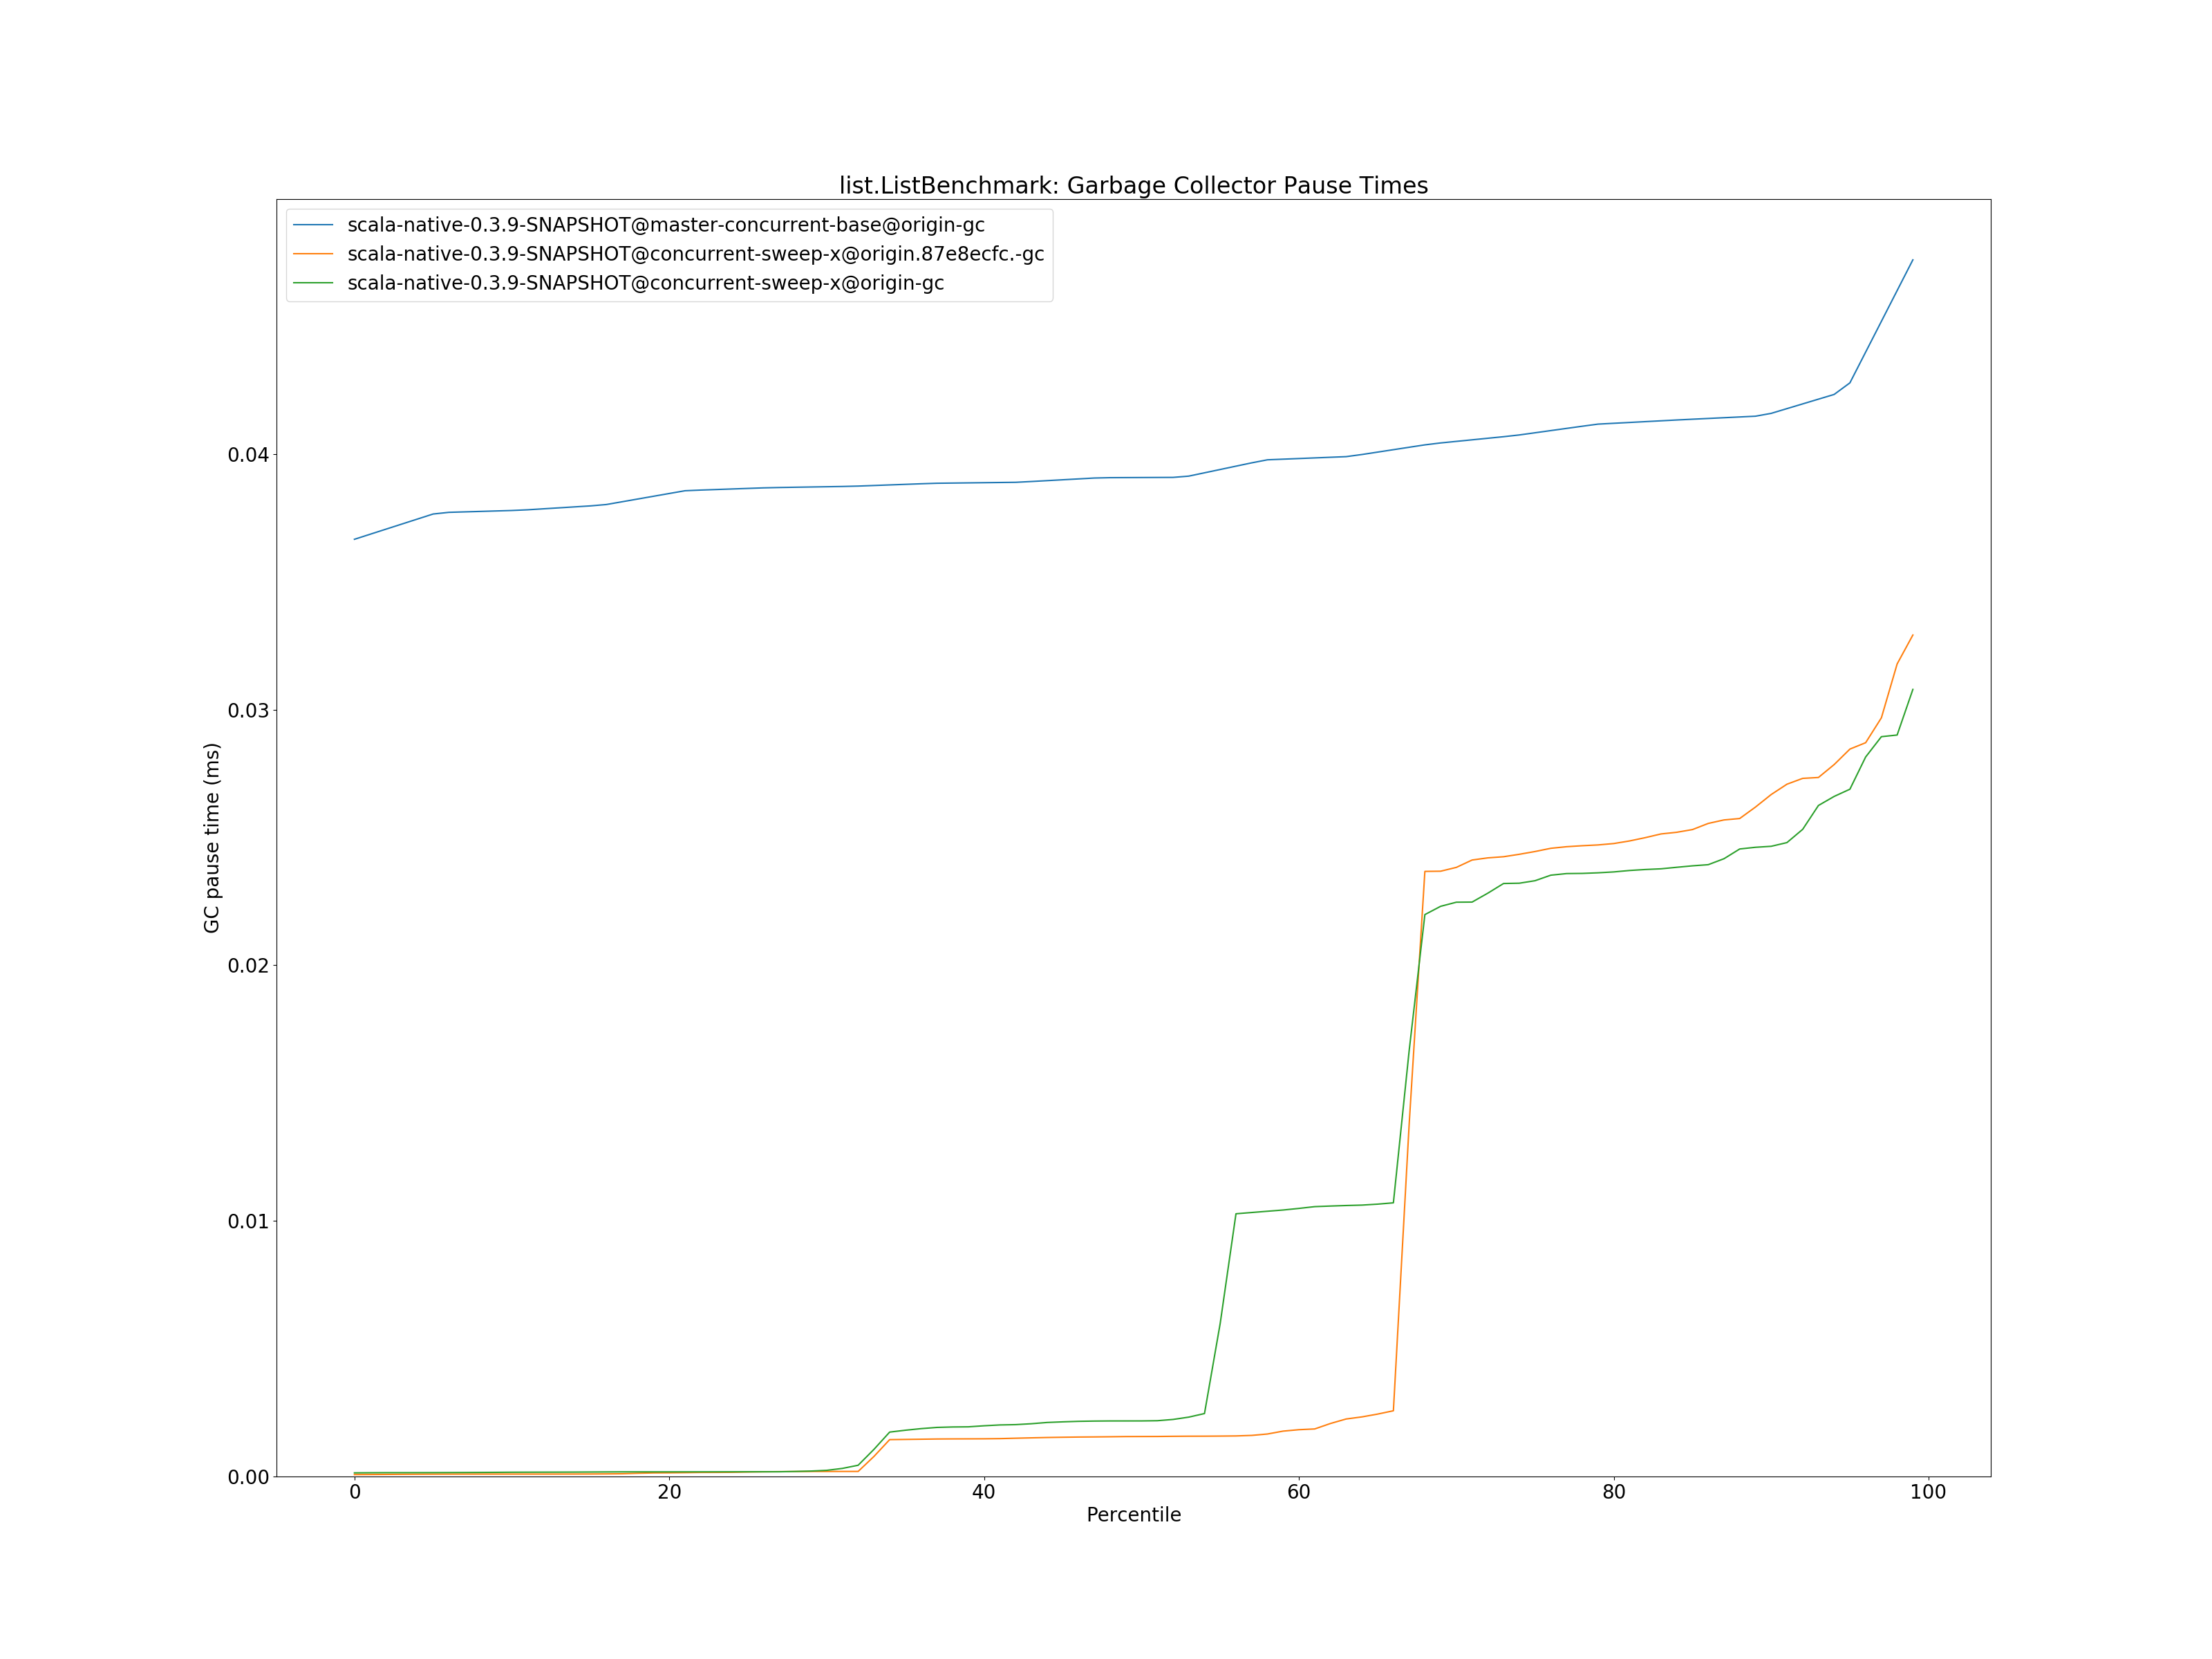 list.ListBenchmark: Garbage Collector Pause Times
scala-native-0.3.9-SNAPSHOT@master-concurrent-base@origin-gc
scala-native-0.3.9-SNAPSHOT@concurrent-sweep-x@origin.87e8ecfc.-gc
scala-native-0.3.9-SNAPSHOT@concurrent-sweep-x@origin-gc
GC pause time (ms)
0.04
0.03
0.02
0.01
0.00
0 20 40 60 80 100
Percentile